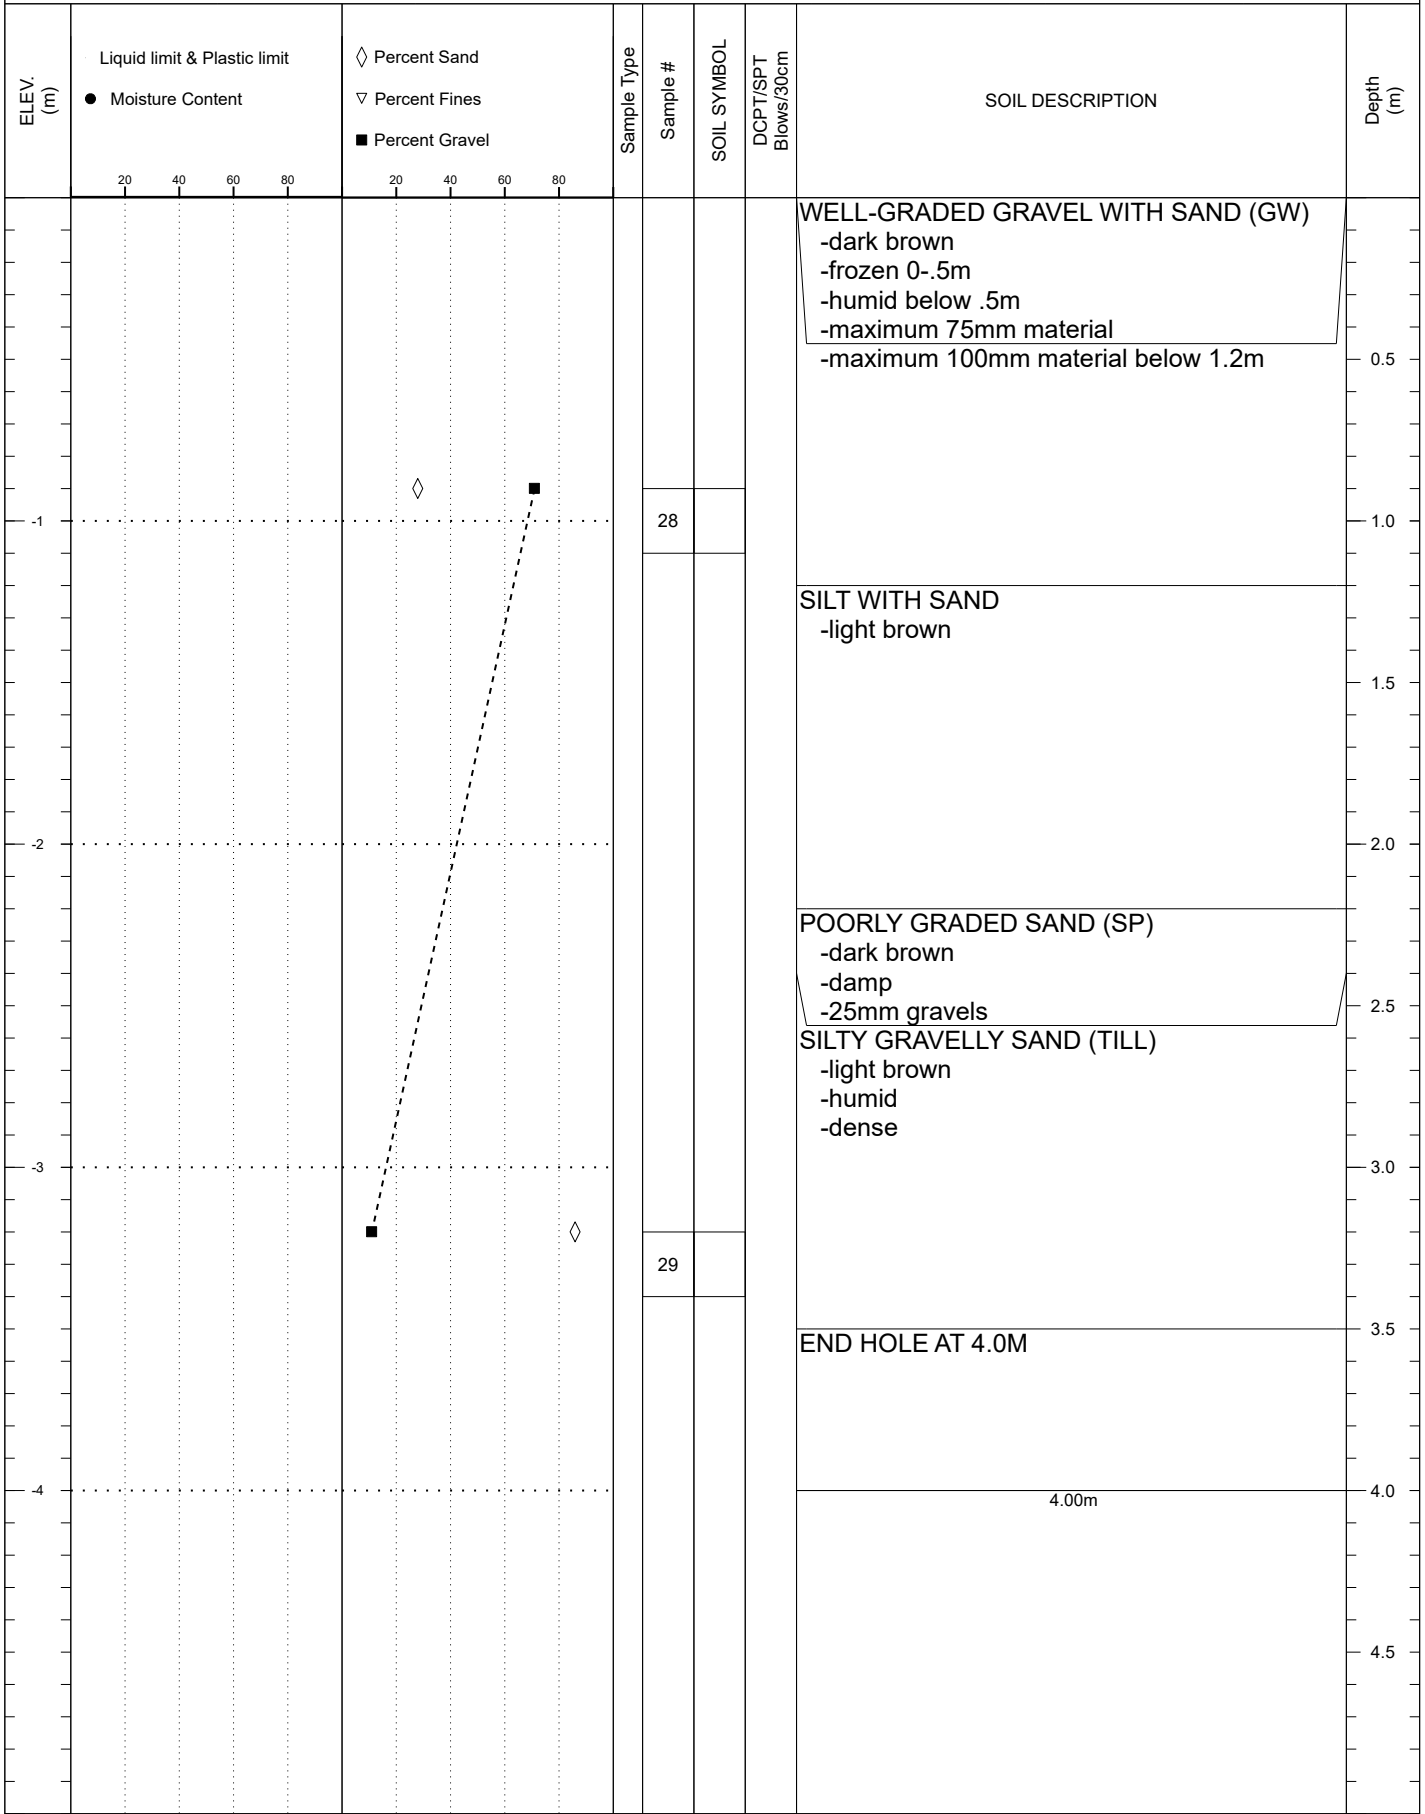 ELEV.
(m)
Liquid limit & Plastic limit
Moisture Content
20 40 60 80
Percent Sand
Percent Fines
Percent Gravel
20 40 60 80
Sample Type
Sample #
SOIL SYMBOL
DCPT/SPT
Blows/30cm
SOIL DESCRIPTION
Depth
(m)
WELL-GRADED GRAVEL WITH SAND (GW)
-dark brown
-frozen 0-.5m
-humid below .5m
-maximum 75mm material
-maximum 100mm material below 1.2m
0.5
-1
28
1.0
SILT WITH SAND
-light brown
1.5
-2
2.0
POORLY GRADED SAND (SP)
-dark brown
-damp
-25mm gravels
2.5
SILTY GRAVELLY SAND (TILL)
-light brown
-humid
-dense
-3
3.0
29
3.5
END HOLE AT 4.0M
-4
4.0
4.00m
4.5